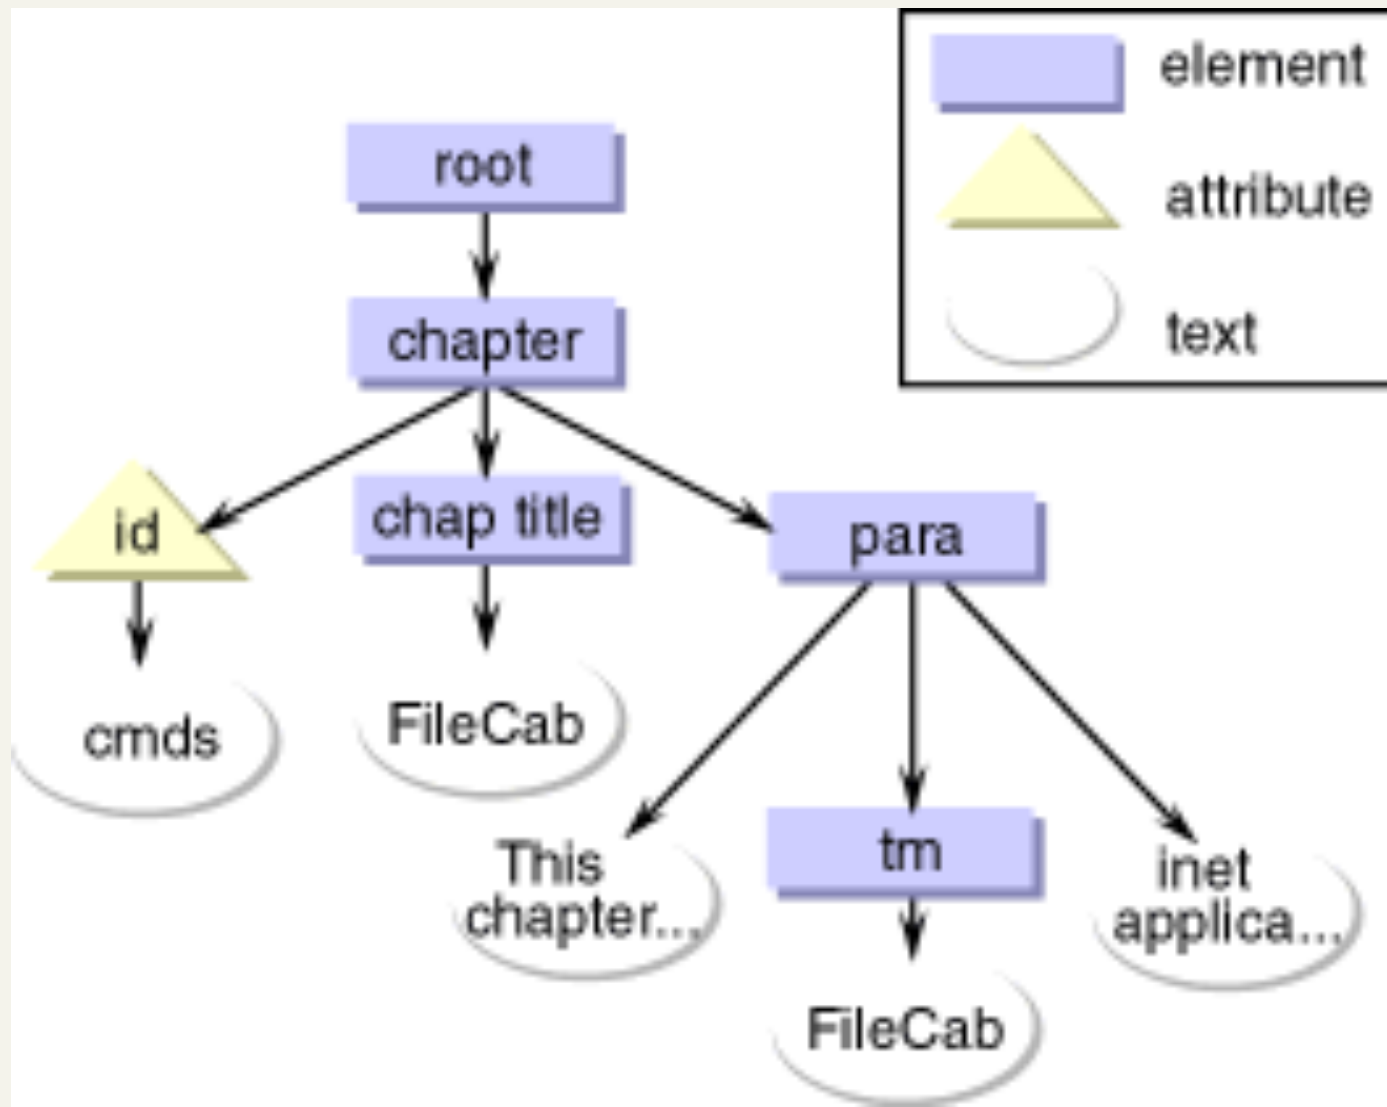 element
attribute
text
root
chapter
id
chap title
para
cmds
FileCab
This
chapter...
tm
inet
applica...
FileCab